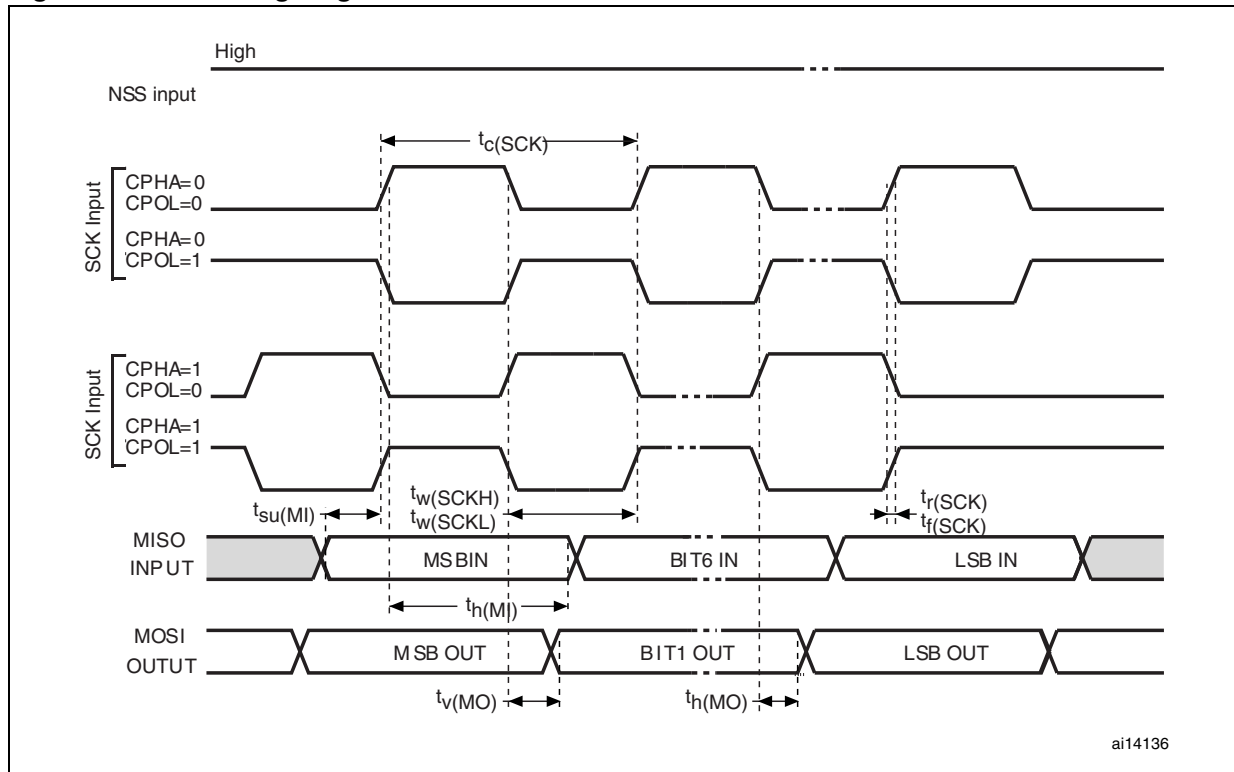 High
NSS input
tc(SCK)
SCK Input
CPHA=0
CPOL=0
CPHA=0
CPOL=1
SCK Input
CPHA=1
CPOL=0
CPHA=1
CPOL=1
tsu(MI)
tw(SCKH)
tw(SCKL)
tr(SCK)
tf(SCK)
MISO
INPUT
MSBIN
BIT6 IN
LSB IN
th(MI)
MOSI
OUTUT
MSB OUT
BIT1 OUT
LSB OUT
tv(MO)
th(MO)
ai14136